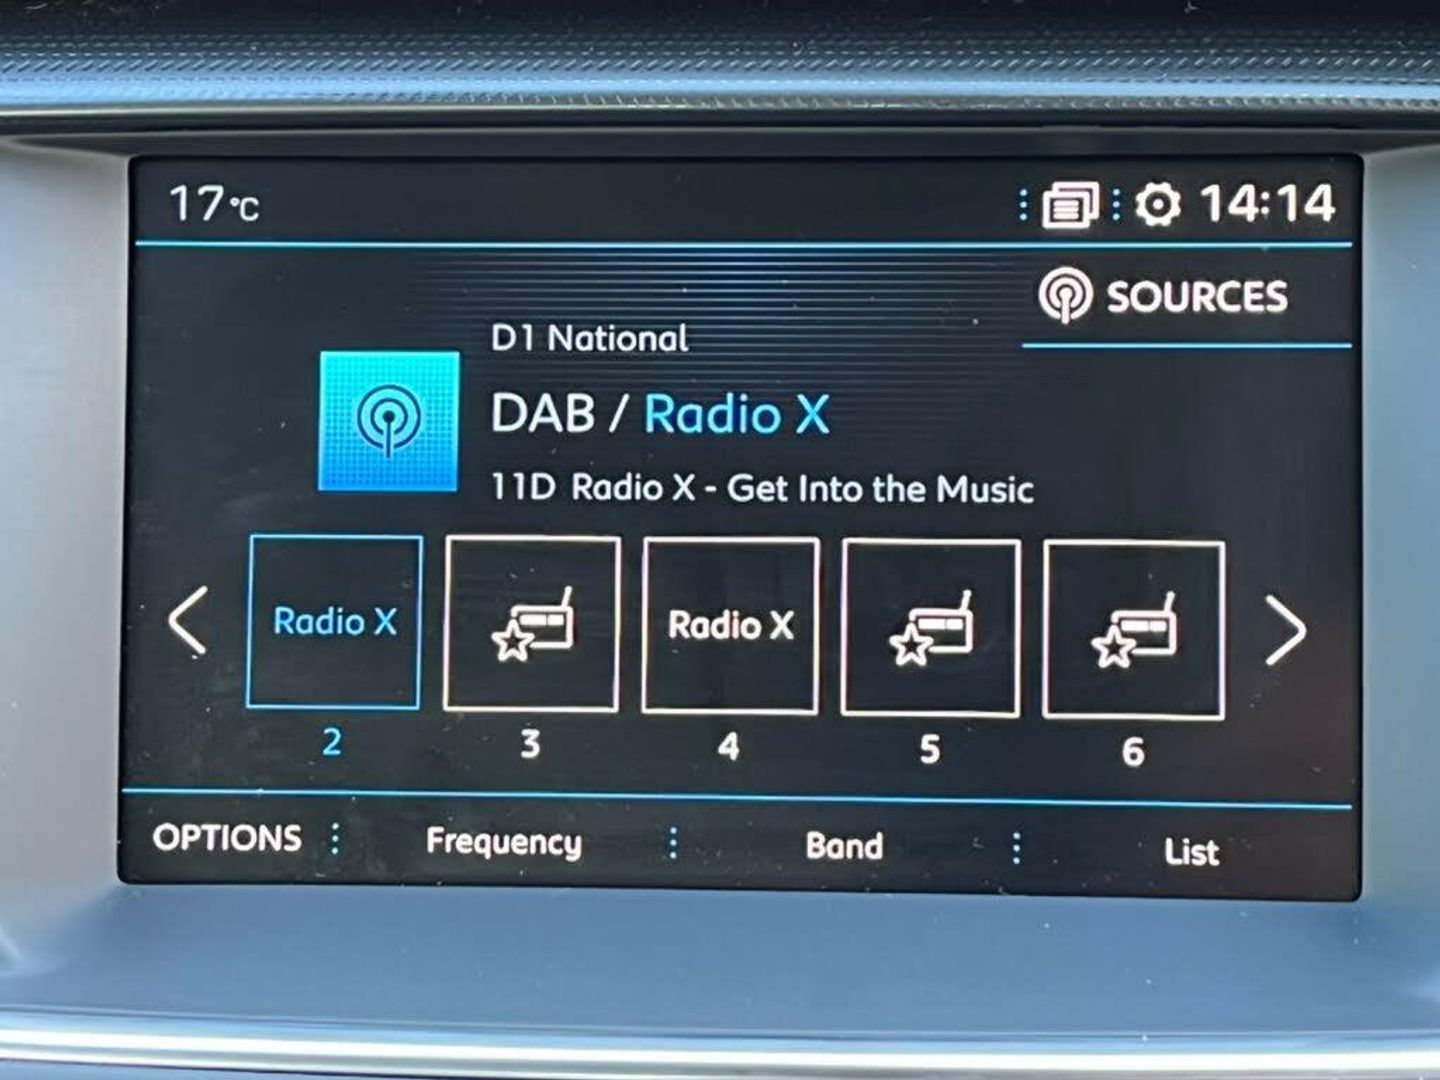 17°C
14:14
SOURCES
D1 National
DAB / Radio X
11D Radio X - Get Into the Music
Radio X
Radio X
2
3
4
5
6
OPTIONS
Frequency
Band
List